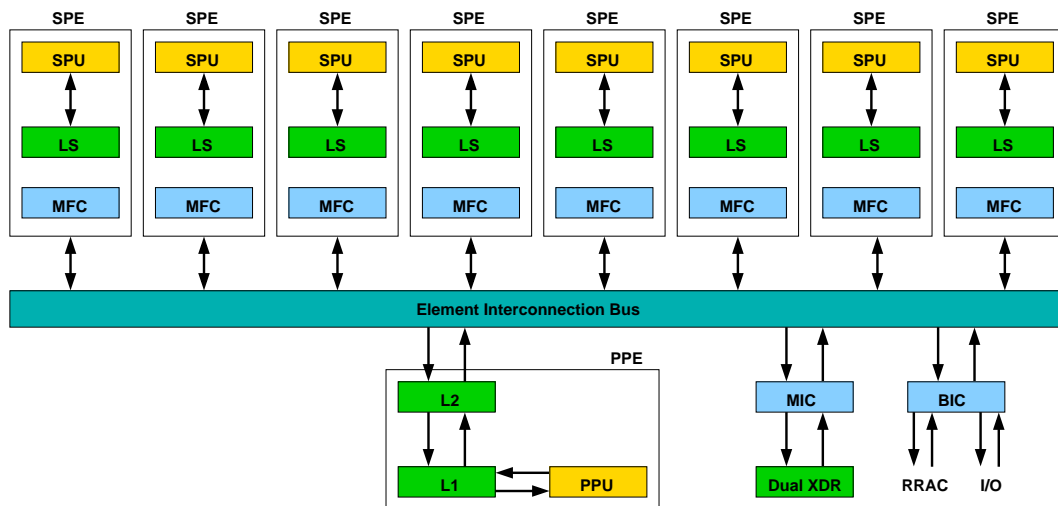 SPE SPE SPE SPE SPE SPE SPE SPE
SPU SPU SPU SPU SPU SPU SPU SPU
LS LS LS LS LS LS LS LS
MFC MFC MFC MFC MFC MFC MFC MFC
Element Interconnection Bus
PPE
L2 MIC BIC
L1 PPU Dual XDR RRAC I/O